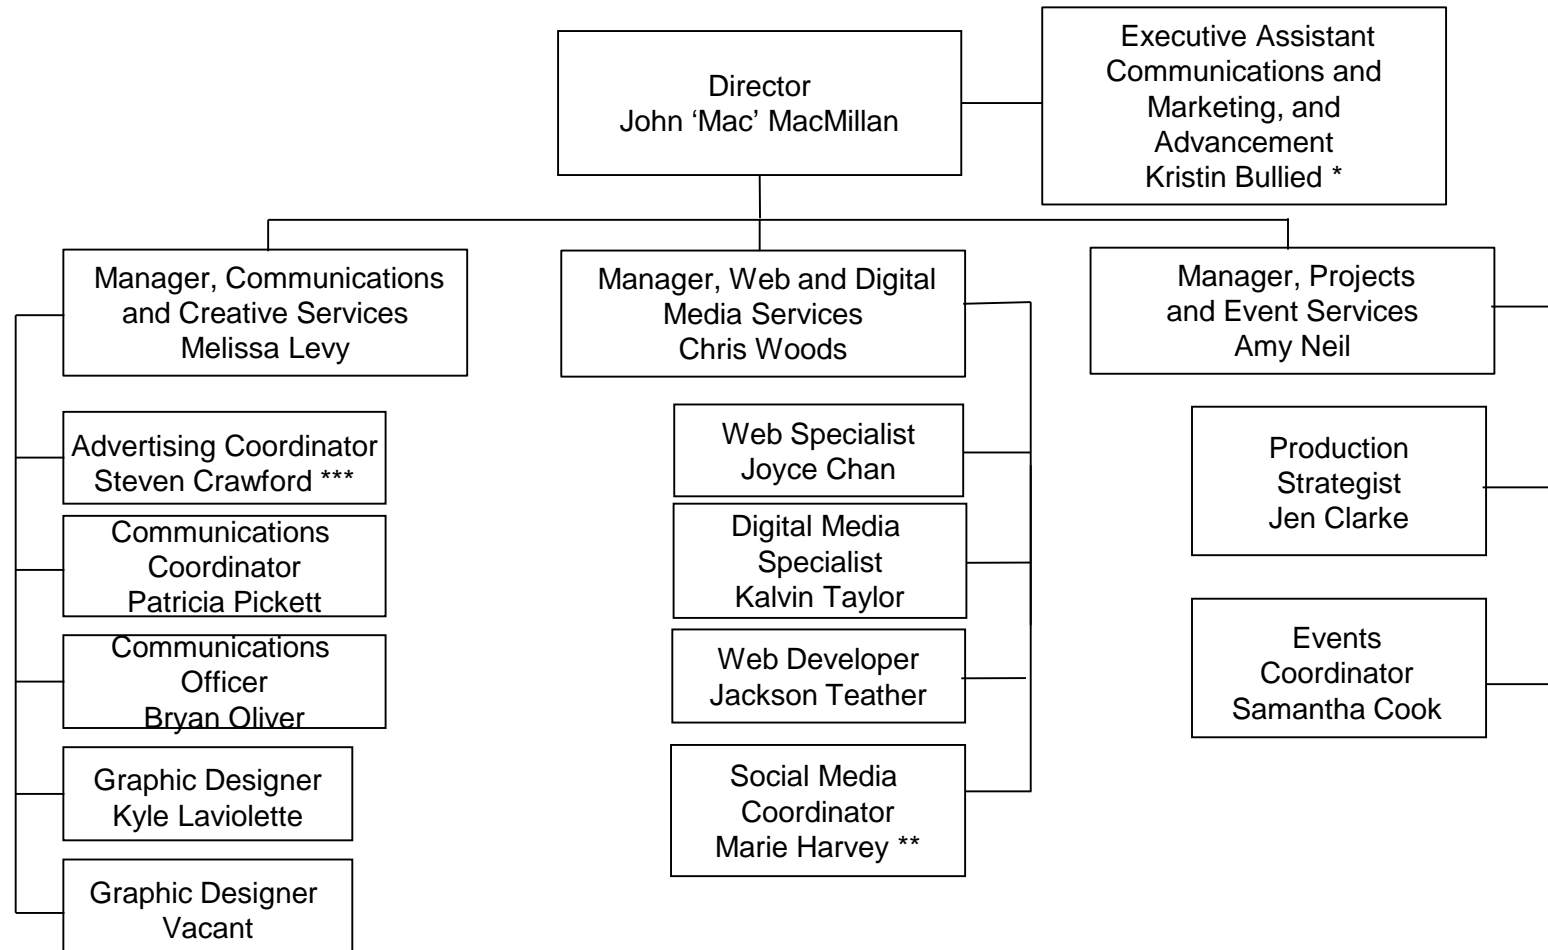 Director
John ‘Mac’ MacMillan
Executive Assistant
Communications and
Marketing, and
Advancement
Kristin Bullied *
Manager, Communications
and Creative Services
Melissa Levy
Manager, Web and Digital
Media Services
Chris Woods
Manager, Projects
and Event Services
Amy Neil
Advertising Coordinator
Steven Crawford ***
Communications
Coordinator
Patricia Pickett
Communications
Officer
Bryan Oliver
Graphic Designer
Kyle Laviolette
Graphic Designer
Vacant
Web Specialist
Joyce Chan
Digital Media
Specialist
Kalvin Taylor
Web Developer
Jackson Teather
Social Media
Coordinator
Marie Harvey **
Production
Strategist
Jen Clarke
Events
Coordinator
Samantha Cook